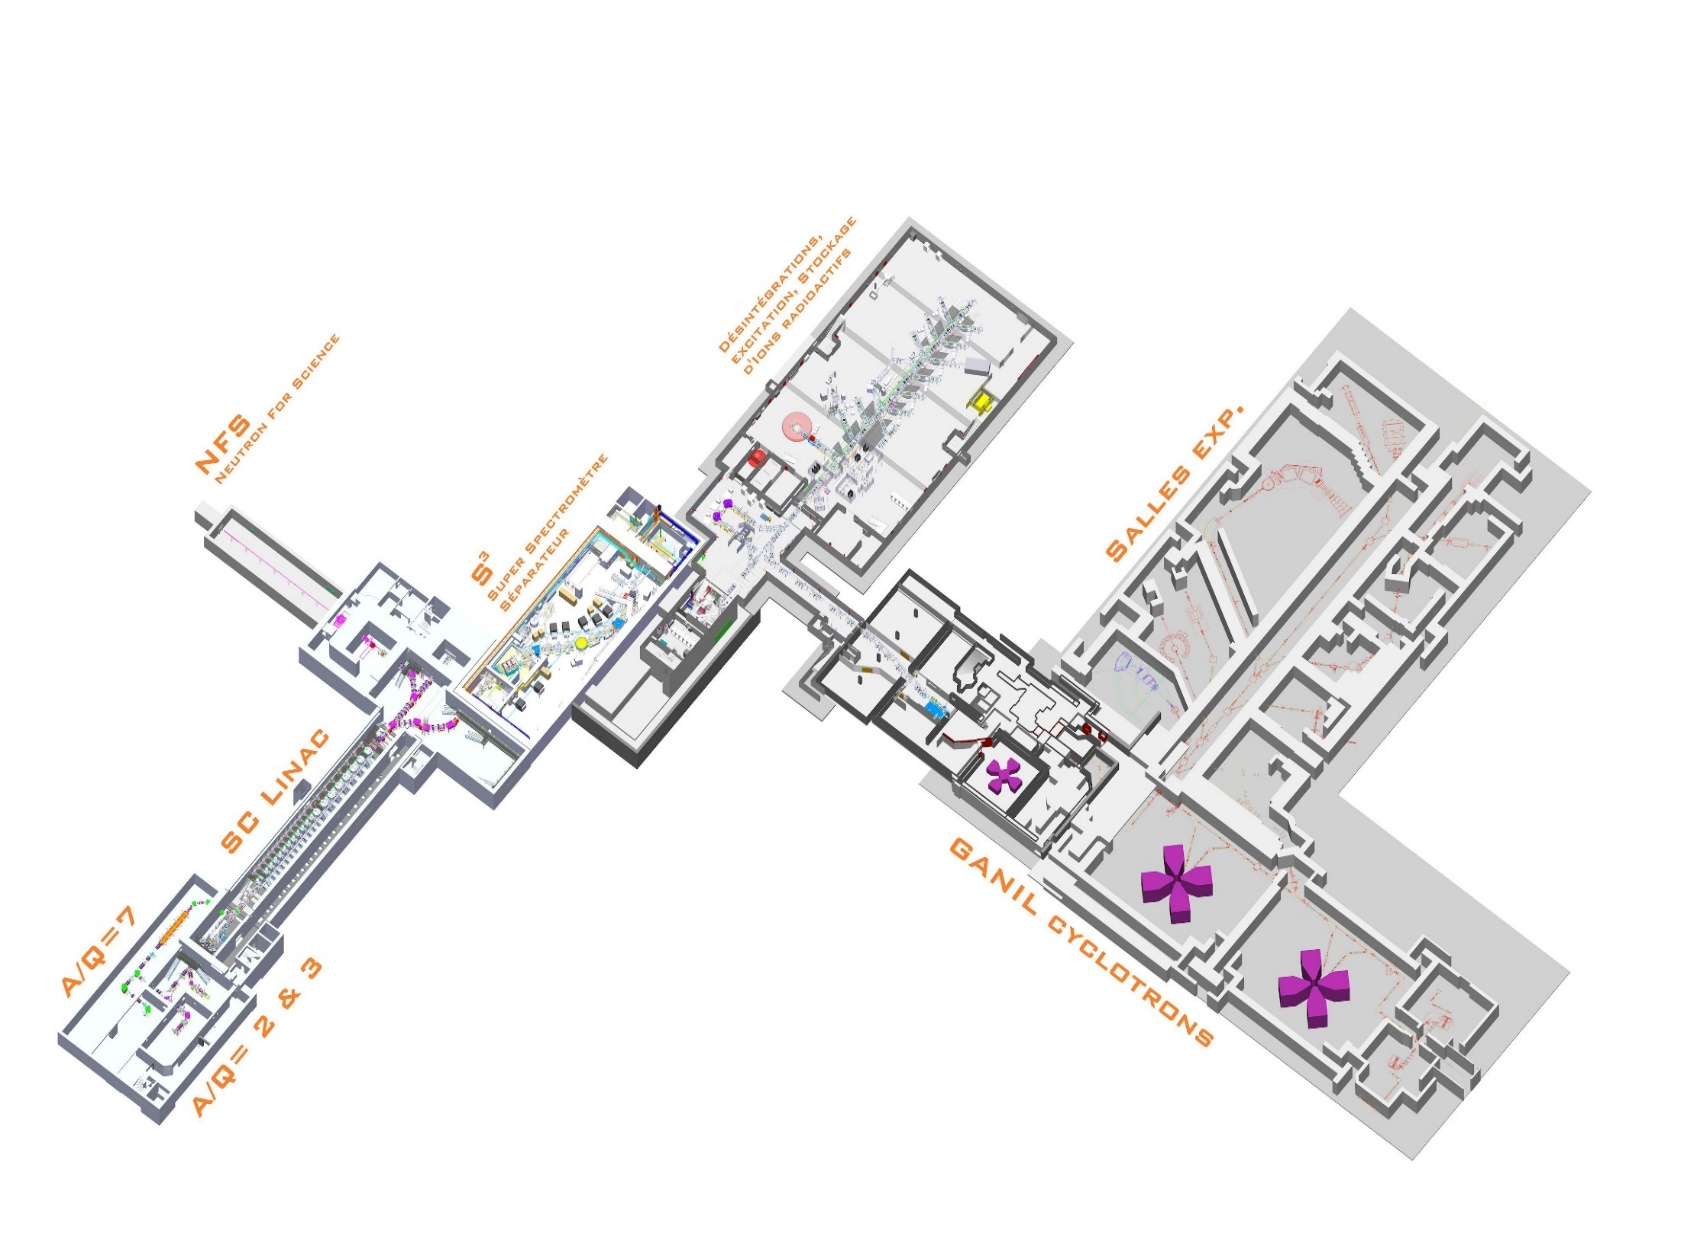 Désintégrations,
excitation, Stockage
d'ions radioactifs
NFS
Neutron For Science
S³
Super Spectromètre
Séparateur
Salles exp.
SC Linac
A/Q=7
A/Q= 2 & 3
GANIL cyclotrons